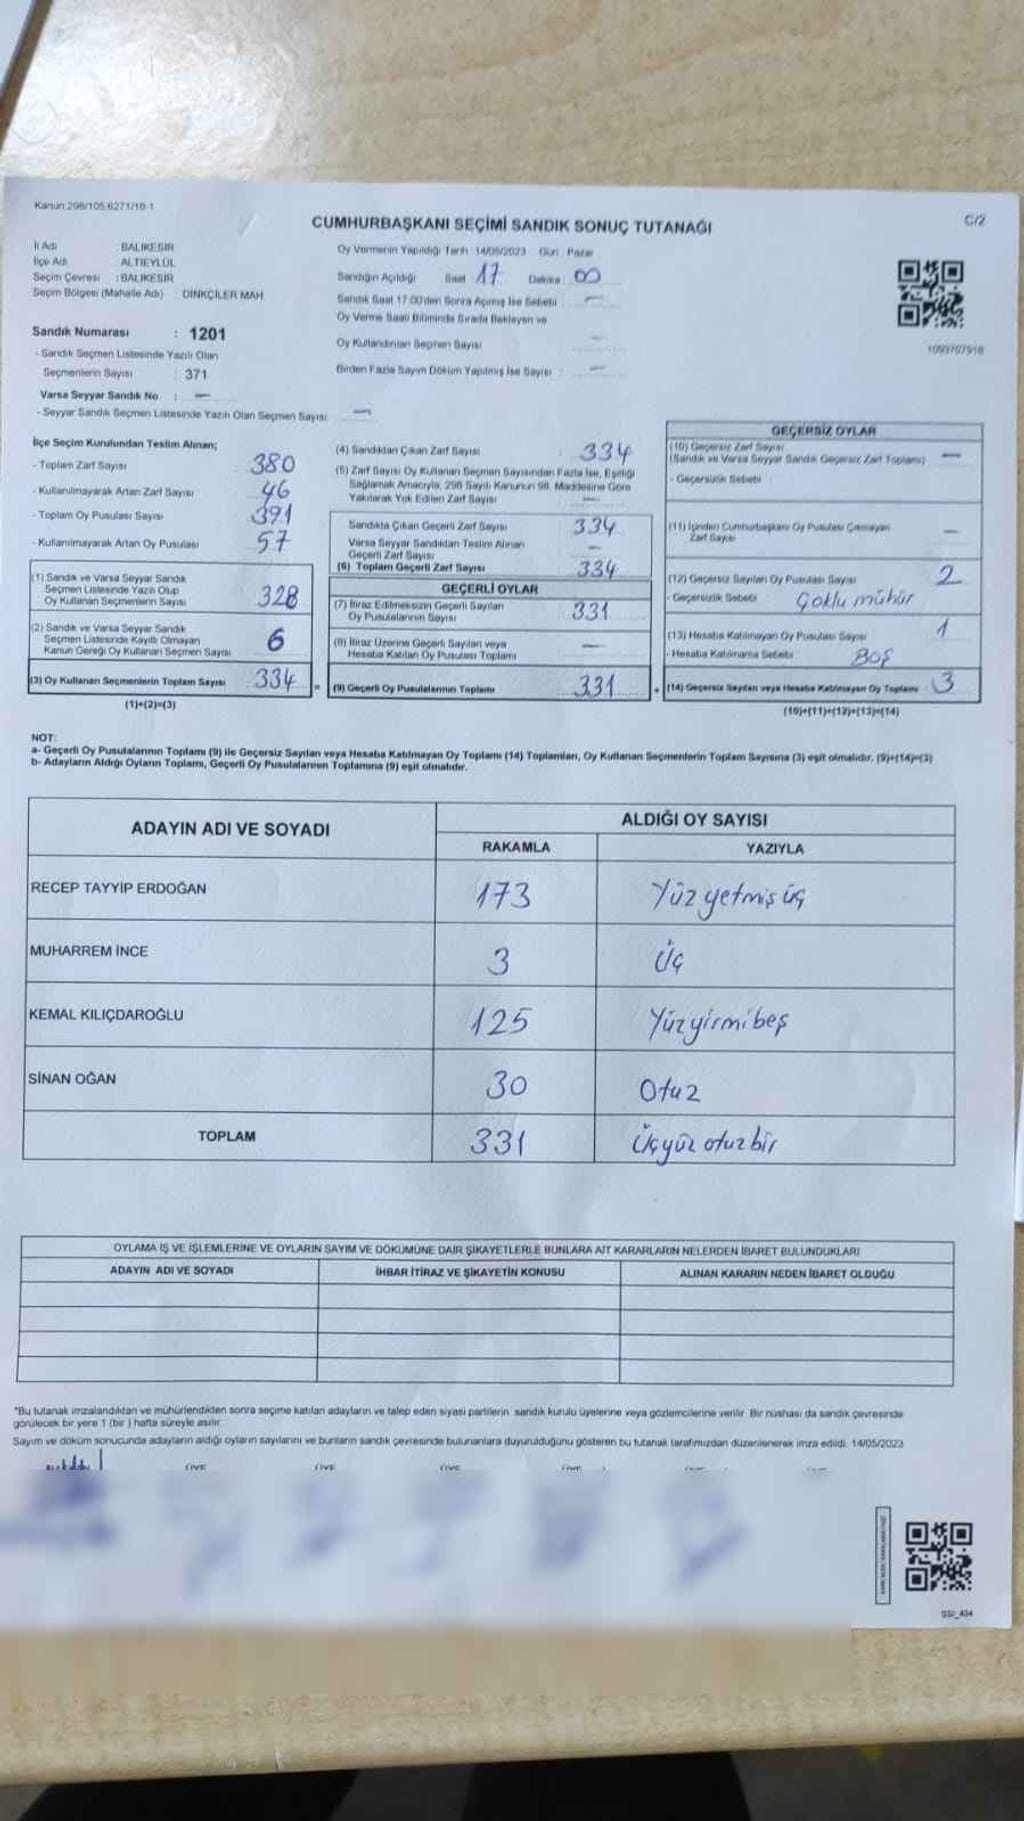 Kanun:298/105.6271/18-1
C/2
CUMHURBAŞKANI SEÇİMİ SANDIK SONUÇ TUTANAĞI
İl Adı : BALIKESİR
İlçe Adı : ALTIEYLÜL
Seçim Çevresi : BALIKESİR
Seçim Bölgesi (Mahalle Adı) : DİNKÇİLER MAH
Sandık Numarası : 1201
- Sandık Seçmen Listesinde Yazılı Olan
Seçmenlerin Sayısı : 371
Varsa Seyyar Sandık No : —
- Seyyar Sandık Seçmen Listesinde Yazılı Olan Seçmen Sayısı —
Oy Vermenin Yapıldığı Tarih : 14/05/2023 Gün : Pazar
Sandığın Açıldığı Saat 17 Dakika 00
Sandık Saat 17:00'den Sonra Açılmış İse Sebebi —
Oy Verme Saati Bitiminde Sırada Bekleyen ve
Oy Kullandırılan Seçmen Sayısı —
Birden Fazla Sayım Döküm Yapılmış İse Sayısı : —
1099707918
İlçe Seçim Kurulundan Teslim Alınan;
- Toplam Zarf Sayısı 380
- Kullanılmayarak Artan Zarf Sayısı 46
- Toplam Oy Pusulası Sayısı 391
- Kullanılmayarak Artan Oy Pusulası 57
(1) Sandık ve Varsa Seyyar Sandık
Seçmen Listesinde Yazılı Olup
Oy Kullanan Seçmenlerin Sayısı 328
(2) Sandık ve Varsa Seyyar Sandık
Seçmen Listesinde Kayıtlı Olmayan
Kanun Gereği Oy Kullanan Seçmen Sayısı 6
(3) Oy Kullanan Seçmenlerin Toplam Sayısı 334 =
(1)+(2)=(3)
(4) Sandıktan Çıkan Zarf Sayısı : 334
(5) Zarf Sayısı Oy Kullanan Seçmen Sayısından Fazla İse, Eşitliği
Sağlamak Amacıyla, 298 Sayılı Kanunun 98. Maddesine Göre
Yakılarak Yok Edilen Zarf Sayısı —
Sandıkta Çıkan Geçerli Zarf Sayısı 334
Varsa Seyyar Sandıktan Teslim Alınan
Geçerli Zarf Sayısı —
(6) Toplam Geçerli Zarf Sayısı 334
GEÇERLİ OYLAR
(7) İtiraz Edilmeksizin Geçerli Sayılan
Oy Pusulalarının Sayısı 331
(8) İtiraz Üzerine Geçerli Sayılan veya
Hesaba Katılan Oy Pusulası Toplamı —
(9) Geçerli Oy Pusulalarının Toplamı 331 +
GEÇERSİZ OYLAR
(10) Geçersiz Zarf Sayısı
(Sandık ve Varsa Seyyar Sandık Geçersiz Zarf Toplamı) —
- Geçersizlik Sebebi
(11) İçinden Cumhurbaşkanı Oy Pusulası Çıkmayan
Zarf Sayısı —
(12) Geçersiz Sayılan Oy Pusulası Sayısı 2
- Geçersizlik Sebebi Çoklu mühür
(13) Hesaba Katılmayan Oy Pusulası Sayısı 1
- Hesaba Katılmama Sebebi BOŞ
(14) Geçersiz Sayılan veya Hesaba Katılmayan Oy Toplamı 3
(10)+(11)+(12)+(13)=(14)
NOT:
a- Geçerli Oy Pusulalarının Toplamı (9) ile Geçersiz Sayılan veya Hesaba Katılmayan Oy Toplamı (14) Toplamları, Oy Kullanan Seçmenlerin Toplam Sayısına (3) eşit olmalıdır. (9)+(14)=(3)
b- Adayların Aldığı Oyların Toplamı, Geçerli Oy Pusulalarının Toplamına (9) eşit olmalıdır.
ADAYIN ADI VE SOYADI
ALDIĞI OY SAYISI
RAKAMLA YAZIYLA
RECEP TAYYİP ERDOĞAN 173 Yüz yetmiş üç
MUHARREM İNCE 3 Üç
KEMAL KILIÇDAROĞLU 125 Yüzyirmibeş
SİNAN OĞAN 30 Otuz
TOPLAM 331 Üçyüz otuz bir
OYLAMA İŞ VE İŞLEMLERİNE VE OYLARIN SAYIM VE DÖKÜMÜNE DAİR ŞİKAYETLERLE BUNLARA AİT KARARLARIN NELERDEN İBARET BULUNDUKLARI
ADAYIN ADI VE SOYADI İHBAR İTİRAZ VE ŞİKAYETİN KONUSU ALINAN KARARIN NEDEN İBARET OLDUĞU
"Bu tutanak imzalandıktan ve mühürlendikten sonra seçime katılan adayların ve talep eden siyasi partilerin sandık kurulu üyelerine veya gözlemcilerine verilir. Bir nüshası da sandık çevresinde
görülecek bir yere 1 (bir) hafta süreyle asılır.
Sayım ve döküm sonucunda adayların aldığı oyların sayılarını ve bunların sandık çevresinde bulunanlara duyurulduğunu gösteren bu tutanak tarafımızdan düzenlenerek imza edildi. 14/05/2023